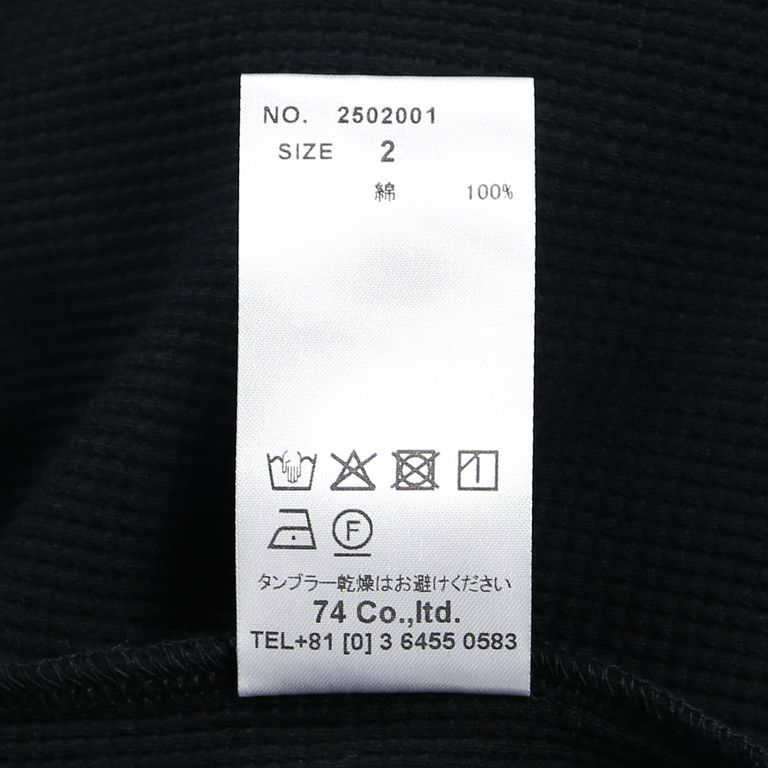 NO. 2502001
SIZE 2
綿 100%
F
タンブラー乾燥はお避けください
74 Co.,ltd.
TEL+81 [0] 3 6455 0583